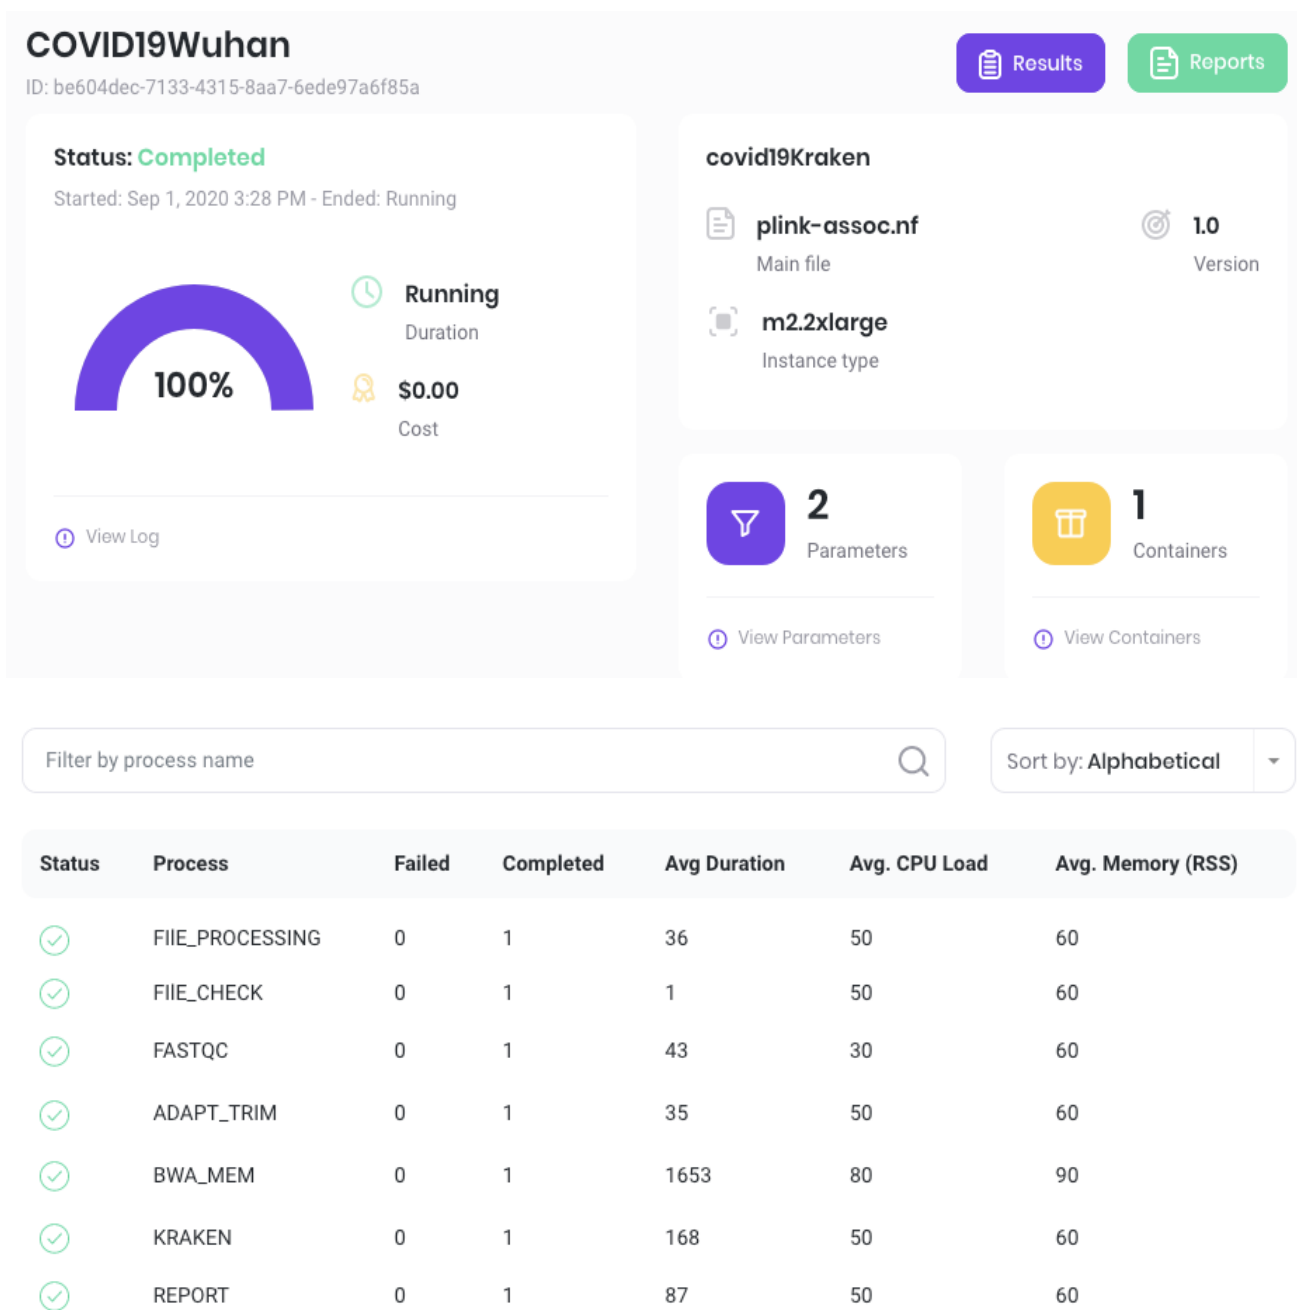 COVID19Wuhan
Results
Reports
ID: be604dec-7133-4315-8aa7-6ede97a6f85a
Status: Completed
Started: Sep 1, 2020 3:28 PM - Ended: Running
100%
Running
Duration
$0.00
Cost
View Log
covid19Kraken
plink-assoc.nf
Main file
1.0
Version
m2.2xlarge
Instance type
2
Parameters
View Parameters
1
Containers
View Containers
Filter by process name
Sort by: Alphabetical
Status Process Failed Completed Avg Duration Avg. CPU Load Avg. Memory (RSS)
FIlE_PROCESSING 0 1 36 50 60
FIlE_CHECK 0 1 1 50 60
FASTQC 0 1 43 30 60
ADAPT_TRIM 0 1 35 50 60
BWA_MEM 0 1 1653 80 90
KRAKEN 0 1 168 50 60
REPORT 0 1 87 50 60